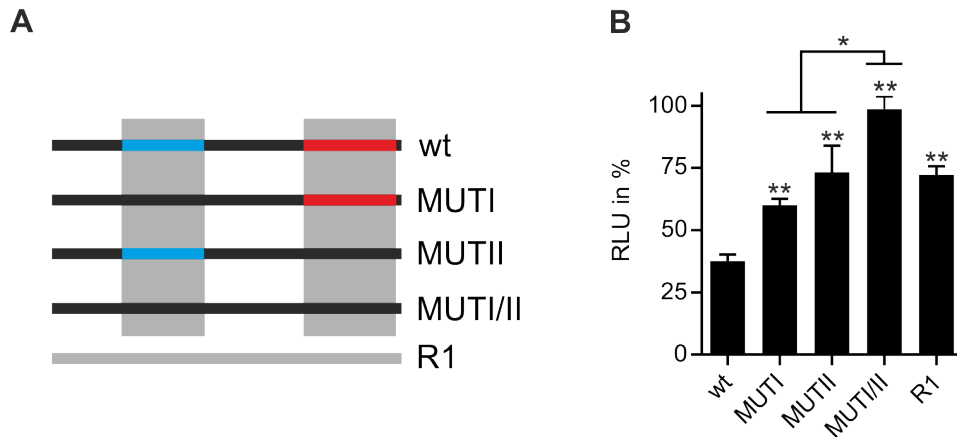 A
wt
MUTI
MUTII
MUTI/II
R1
B
RLU in %
100
75
50
25
0
*
**
**
**
**
wt
MUTI
MUTII
MUTI/II
R1